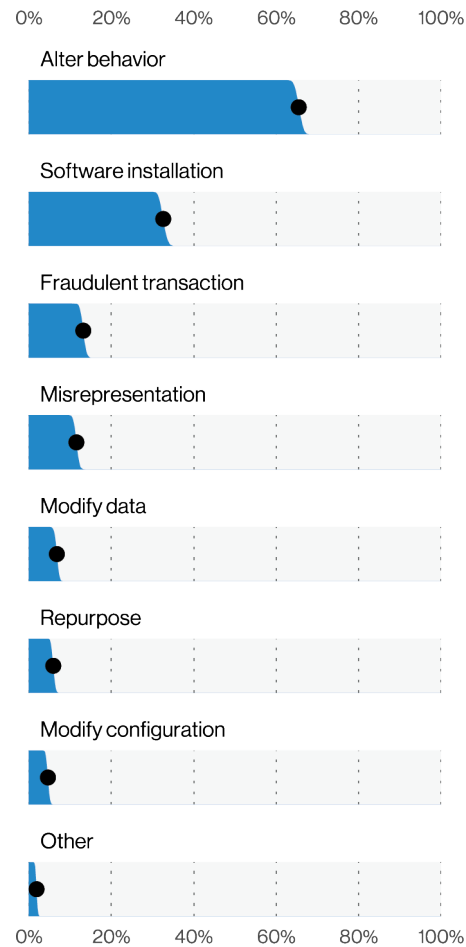 0% 20% 40% 60% 80% 100%
Alter behavior
Software installation
Fraudulent transaction
Misrepresentation
Modify data
Repurpose
Modify configuration
Other
0% 20% 40% 60% 80% 100%